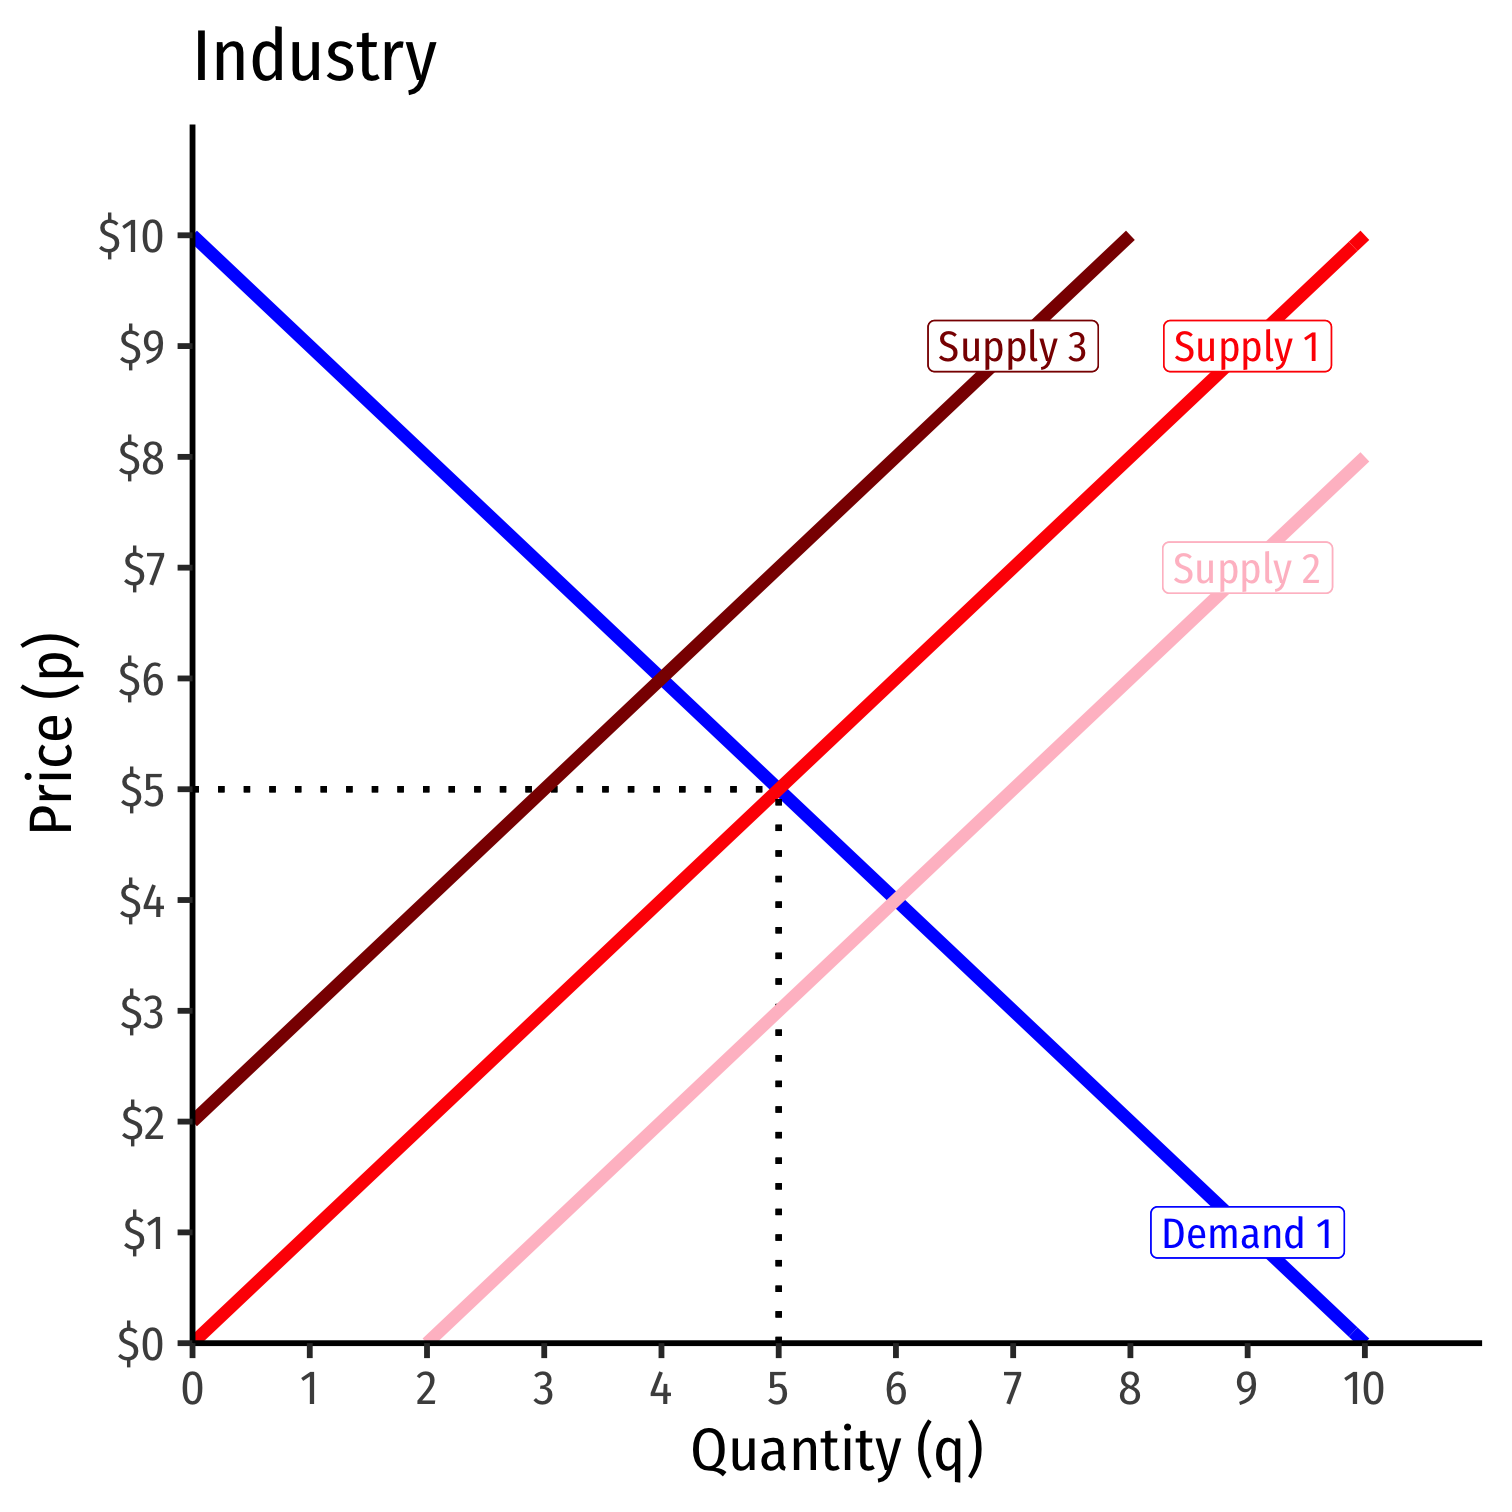 Industry
$10
$9
$8
$7
$6
$5
$4
$3
$2
$1
$0
Price (p)
Supply 3
Supply 1
Supply 2
Demand 1
0 1 2 3 4 5 6 7 8 9 10
Quantity (q)